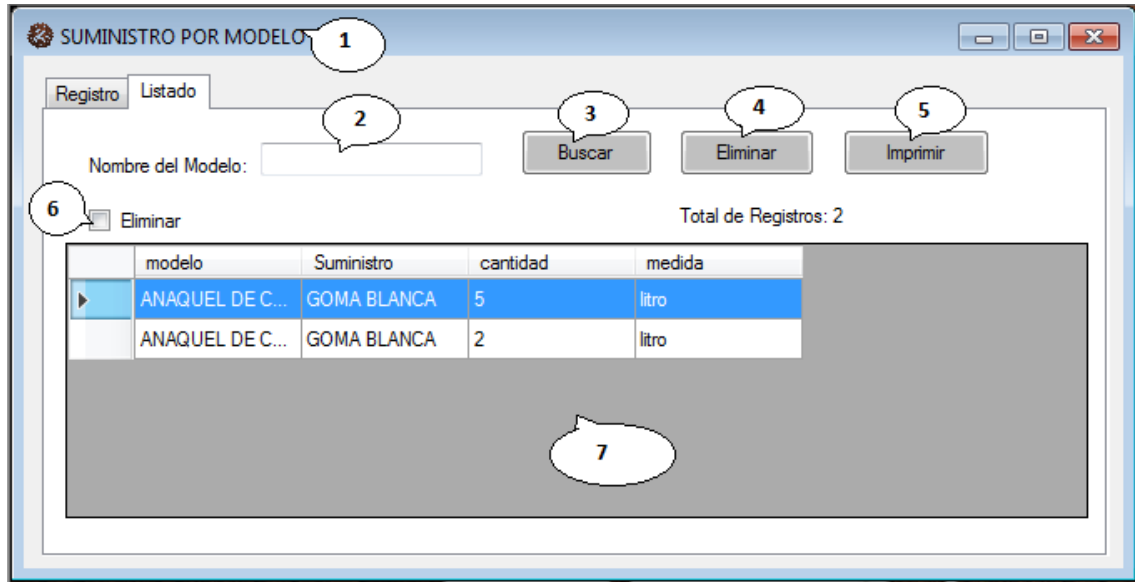 SUMINISTRO POR MODELO 1
Registro Listado
2 3 4 5
Nombre del Modelo: Buscar Eliminar Imprimir
6 Eliminar Total de Registros: 2
modelo Suministro cantidad medida
ANAQUEL DE C... GOMA BLANCA 5 litro
ANAQUEL DE C... GOMA BLANCA 2 litro
7